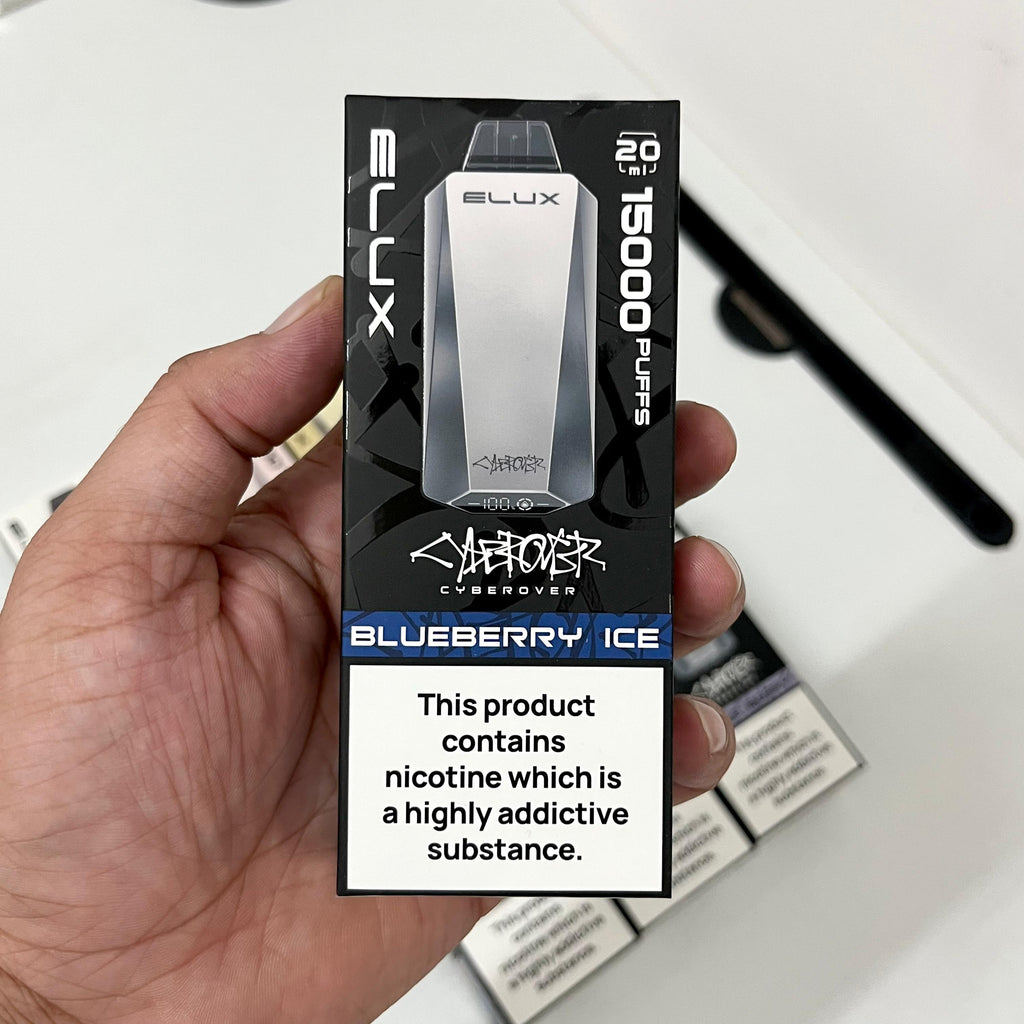 ELUX
20
ml
15000 PUFFS
ELUX
CYBEROVER
100%
CYBEROVER
CYBEROVER
BLUEBERRY ICE
This product
contains
nicotine which is
a highly addictive
substance.